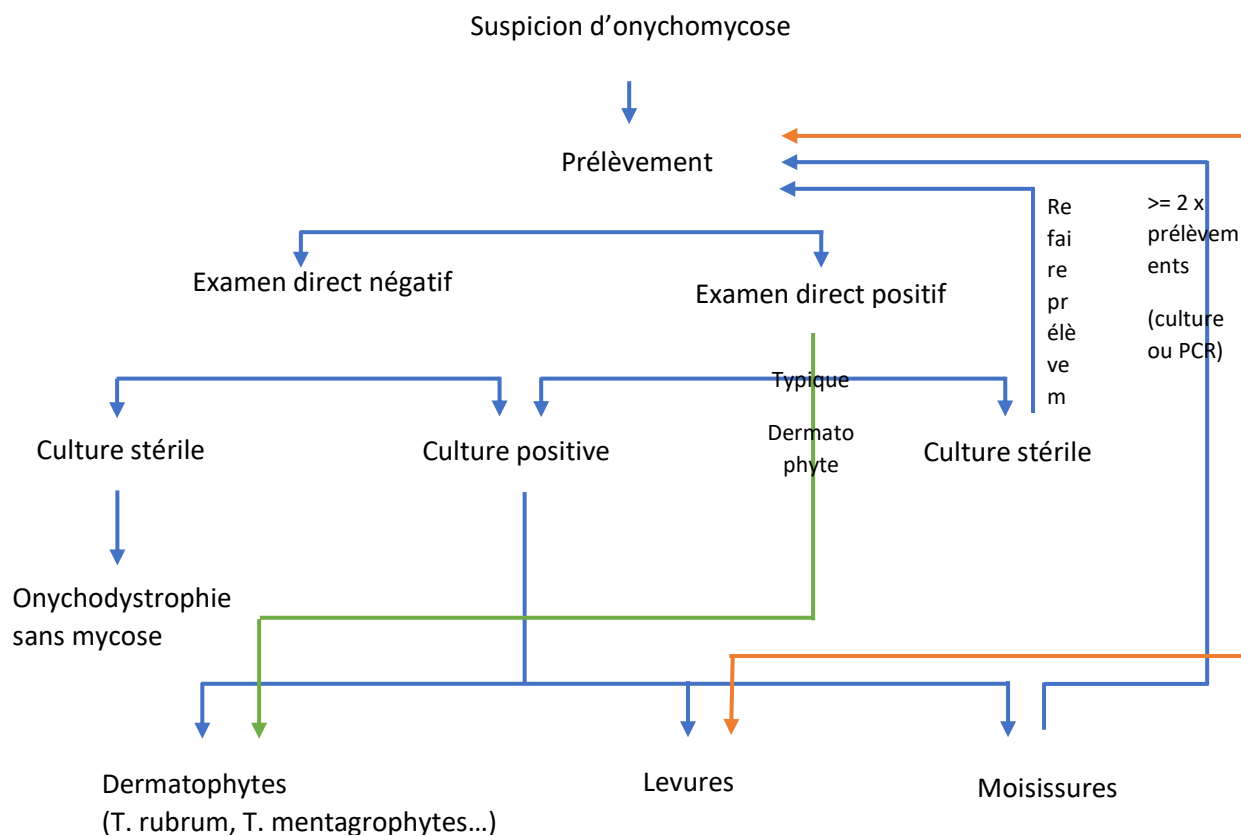 Suspicion d’onychomycose
Prélèvement
Re
fai
re
pr
élè
ve
m
>= 2 x
prélèvem
ents
(culture
ou PCR)
Examen direct négatif
Examen direct positif
Typique
Dermato
phyte
Culture stérile
Culture positive
Culture stérile
Onychodystrophie
sans mycose
Dermatophytes
(T. rubrum, T. mentagrophytes…)
Levures
Moisissures